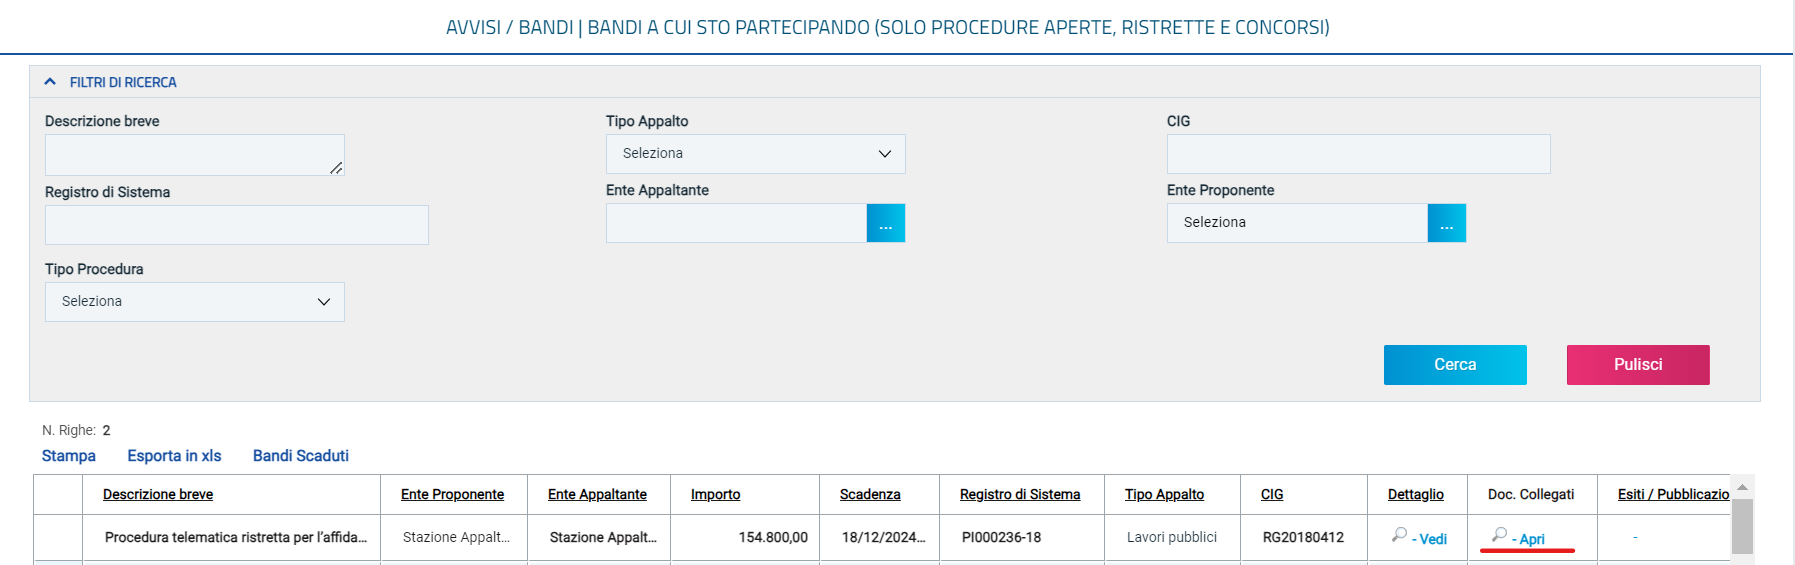 AVVISI / BANDI | BANDI A CUI STO PARTECIPANDO (SOLO PROCEDURE APERTE, RISTRETTE E CONCORSI)
FILTRI DI RICERCA
Descrizione breve Tipo Appalto CIG
Seleziona
Registro di Sistema Ente Appaltante Ente Proponente
... Seleziona ...
Tipo Procedura
Seleziona
Cerca Pulisci
N. Righe: 2
Stampa Esporta in xls Bandi Scaduti
Descrizione breve Ente Proponente Ente Appaltante Importo Scadenza Registro di Sistema Tipo Appalto CIG Dettaglio Doc. Collegati Esiti / Pubblicazio
Procedura telematica ristretta per l'affida... Stazione Appalt... Stazione Appalt... 154.800,00 18/12/2024... PI000236-18 Lavori pubblici RG20180412 - Vedi - Apri -